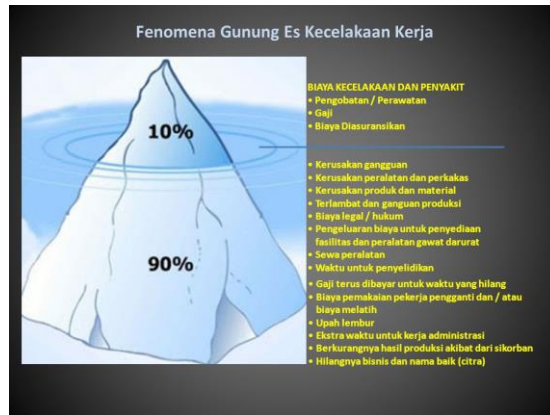 Fenomena Gunung Es Kecelakaan Kerja
10%
90%
BIAYA KECELAKAAN DAN PENYAKIT
• Pengobatan / Perawatan
• Gaji
• Biaya Diasuransikan
• Kerusakan gangguan
• Kerusakan peralatan dan perkakas
• Kerusakan produk dan material
• Terlambat dan ganguan produksi
• Biaya legal / hukum
• Pengeluaran biaya untuk penyediaan
fasilitas dan peralatan gawat darurat
• Sewa peralatan
• Waktu untuk penyelidikan
• Gaji terus dibayar untuk waktu yang hilang
• Biaya pemakaian pekerja pengganti dan / atau
biaya melatih
• Upah lembur
• Ekstra waktu untuk kerja administrasi
• Berkurangnya hasil produksi akibat dari sikorban
• Hilangnya bisnis dan nama baik (citra)